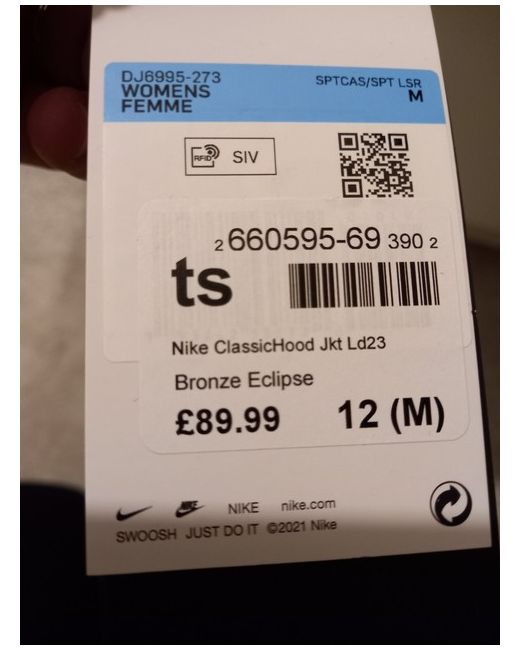 DJ6995-273
WOMENS
FEMME
SPTCAS/SPT LSR
M
RFID SIV
2 660595-69 390 2
ts
Nike ClassicHood Jkt Ld23
Bronze Eclipse
£89.99 12 (M)
NIKE NIKE nike.com
SWOOSH JUST DO IT ©2021 Nike